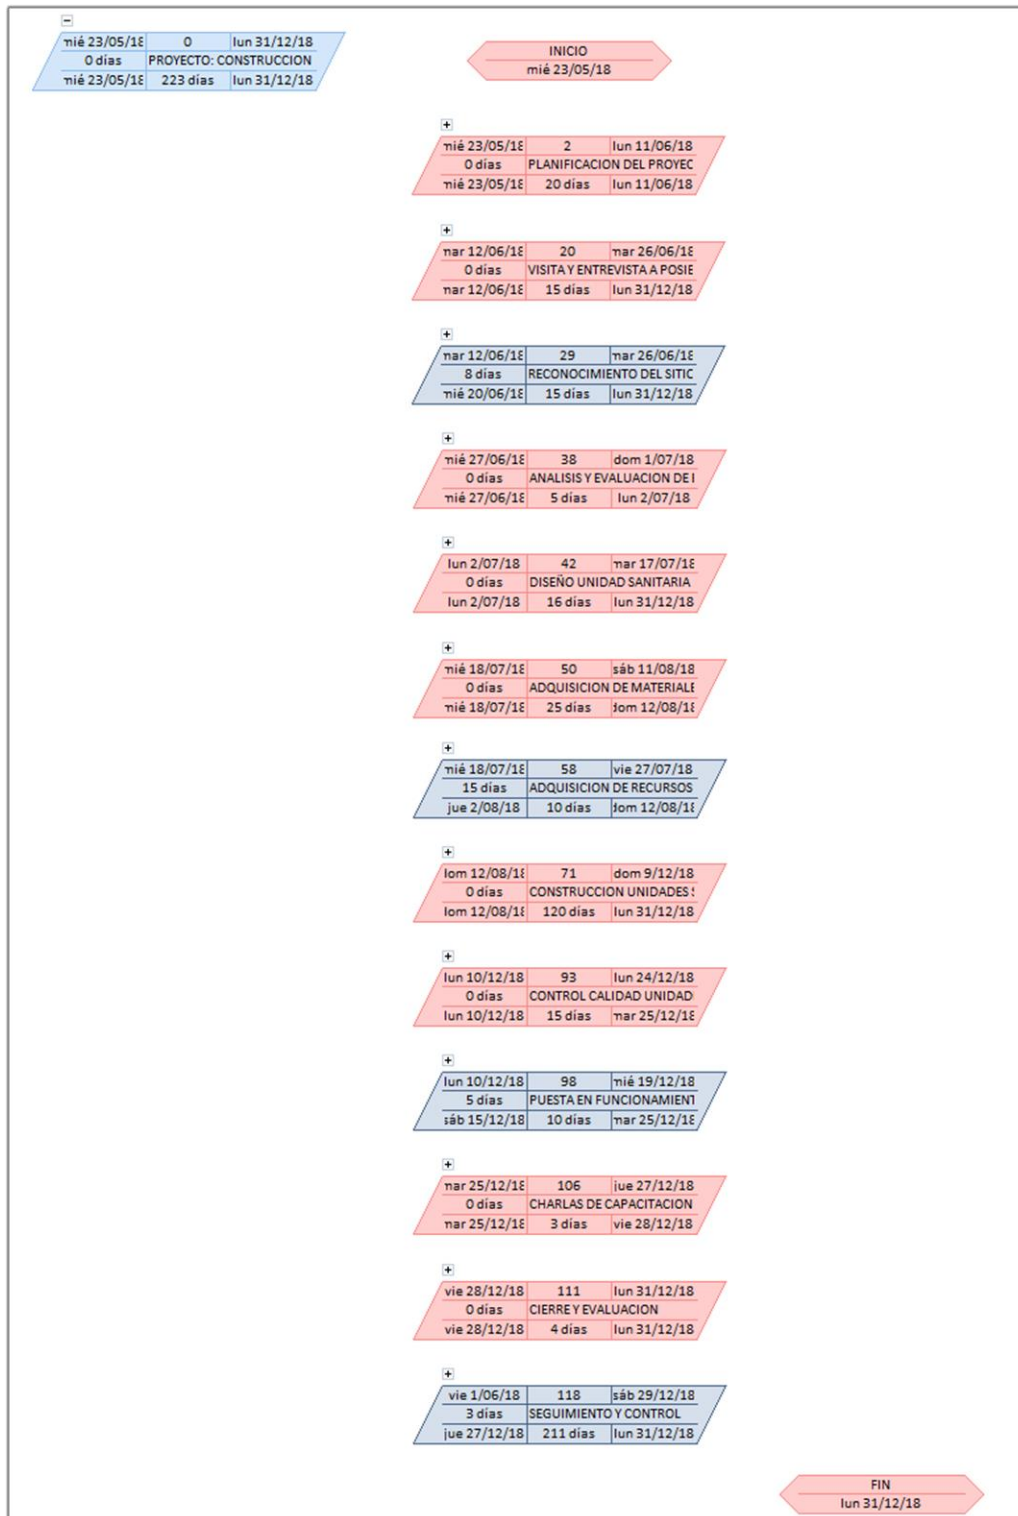 mié 23/05/18 0 lun 31/12/18
0 días PROYECTO: CONSTRUCCION
mié 23/05/18 223 días lun 31/12/18
INICIO
mié 23/05/18
mié 23/05/18 2 lun 11/06/18
0 días PLANIFICACION DEL PROYEC
mié 23/05/18 20 días lun 11/06/18
mar 12/06/18 20 mar 26/06/18
0 días VISITA Y ENTREVISTA A POSIE
mar 12/06/18 15 días lun 31/12/18
mar 12/06/18 29 mar 26/06/18
8 días RECONOCIMIENTO DEL SITIO
mié 20/06/18 15 días lun 31/12/18
mié 27/06/18 38 dom 1/07/18
0 días ANALISIS Y EVALUACION DE
mié 27/06/18 5 días lun 2/07/18
lun 2/07/18 42 mar 17/07/18
0 días DISEÑO UNIDAD SANITARIA
lun 2/07/18 16 días lun 31/12/18
mié 18/07/18 50 sáb 11/08/18
0 días ADQUISICION DE MATERIALE
mié 18/07/18 25 días dom 12/08/18
mié 18/07/18 58 vie 27/07/18
15 días ADQUISICION DE RECURSOS
jue 2/08/18 10 días dom 12/08/18
dom 12/08/18 71 dom 9/12/18
0 días CONSTRUCCION UNIDADES
dom 12/08/18 120 días lun 31/12/18
lun 10/12/18 93 lun 24/12/18
0 días CONTROL CALIDAD UNIDAD
lun 10/12/18 15 días mar 25/12/18
lun 10/12/18 98 mié 19/12/18
5 días PUESTA EN FUNCIONAMIENT
sáb 15/12/18 10 días mar 25/12/18
mar 25/12/18 106 jue 27/12/18
0 días CHARLAS DE CAPACITACION
mar 25/12/18 3 días vie 28/12/18
vie 28/12/18 111 lun 31/12/18
0 días CIERRE Y EVALUACION
vie 28/12/18 4 días lun 31/12/18
vie 1/06/18 118 sáb 29/12/18
3 días SEGUIMIENTO Y CONTROL
jue 27/12/18 211 días lun 31/12/18
FIN
lun 31/12/18